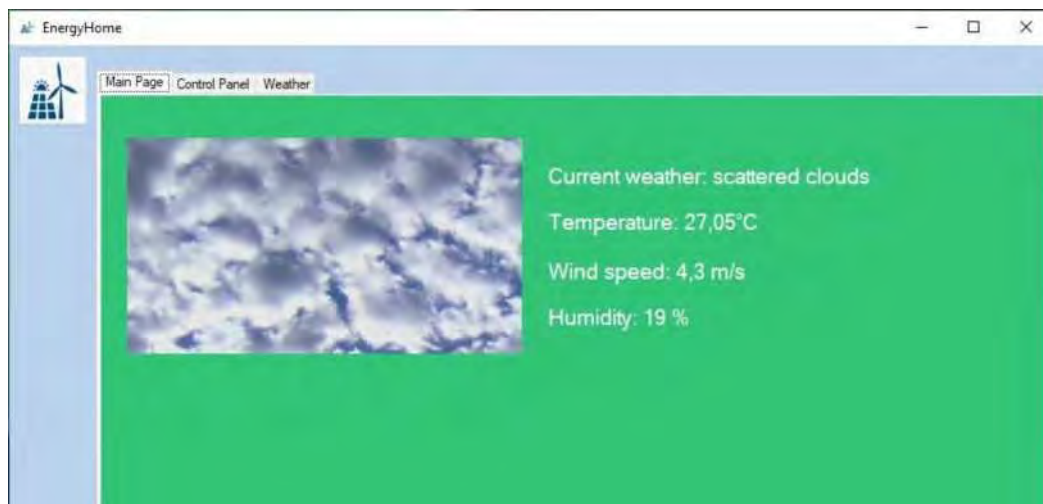 EnergyHome
Main Page Control Panel Weather
Current weather: scattered clouds
Temperature: 27,05°C
Wind speed: 4,3 m/s
Humidity: 19 %